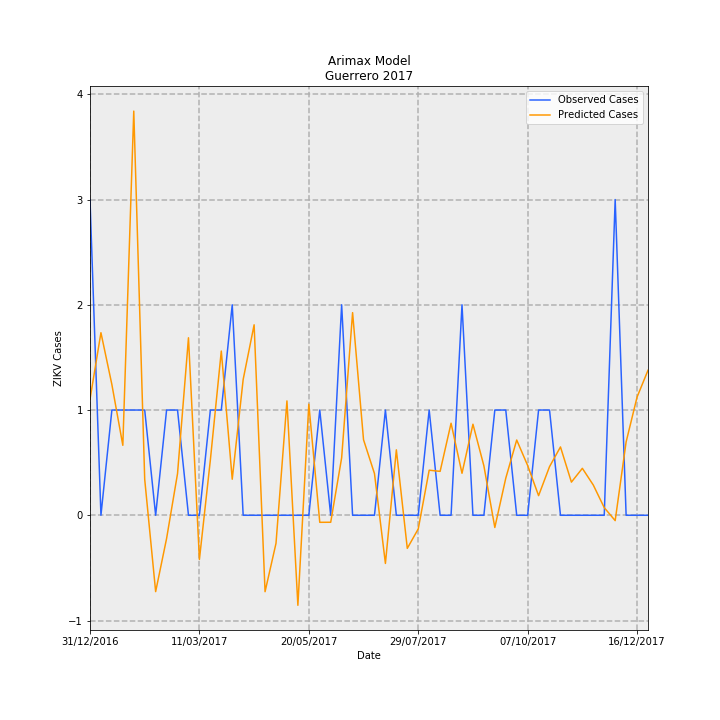 Arimax Model
Guerrero 2017
Observed Cases
Predicted Cases
4
3
2
1
0
−1
ZIKV Cases
31/12/2016 11/03/2017 20/05/2017 29/07/2017 07/10/2017 16/12/2017
Date